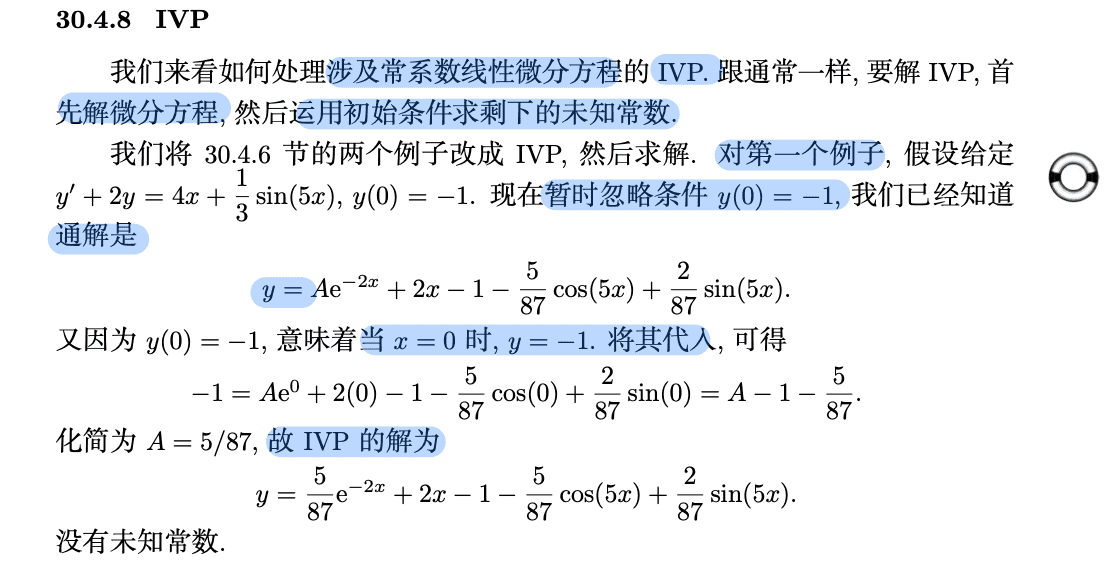 30.4.8 IVP
我们来看如何处理涉及常系数线性微分方程的 IVP. 跟通常一样, 要解 IVP, 首
先解微分方程, 然后运用初始条件求剩下的未知常数.
我们将 30.4.6 节的两个例子改成 IVP, 然后求解. 对第一个例子, 假设给定
y′ + 2y = 4x + \frac{1}{3} sin(5x), y(0) = −1. 现在暂时忽略条件 y(0) = −1, 我们已经知道
通解是
y = Ae^{−2x} + 2x − 1 − \frac{5}{87} cos(5x) + \frac{2}{87} sin(5x).
又因为 y(0) = −1, 意味着当 x = 0 时, y = −1. 将其代入, 可得
−1 = Ae^{0} + 2(0) − 1 − \frac{5}{87} cos(0) + \frac{2}{87} sin(0) = A − 1 − \frac{5}{87}.
化简为 A = 5/87, 故 IVP 的解为
y = \frac{5}{87}e^{−2x} + 2x − 1 − \frac{5}{87} cos(5x) + \frac{2}{87} sin(5x).
没有未知常数.